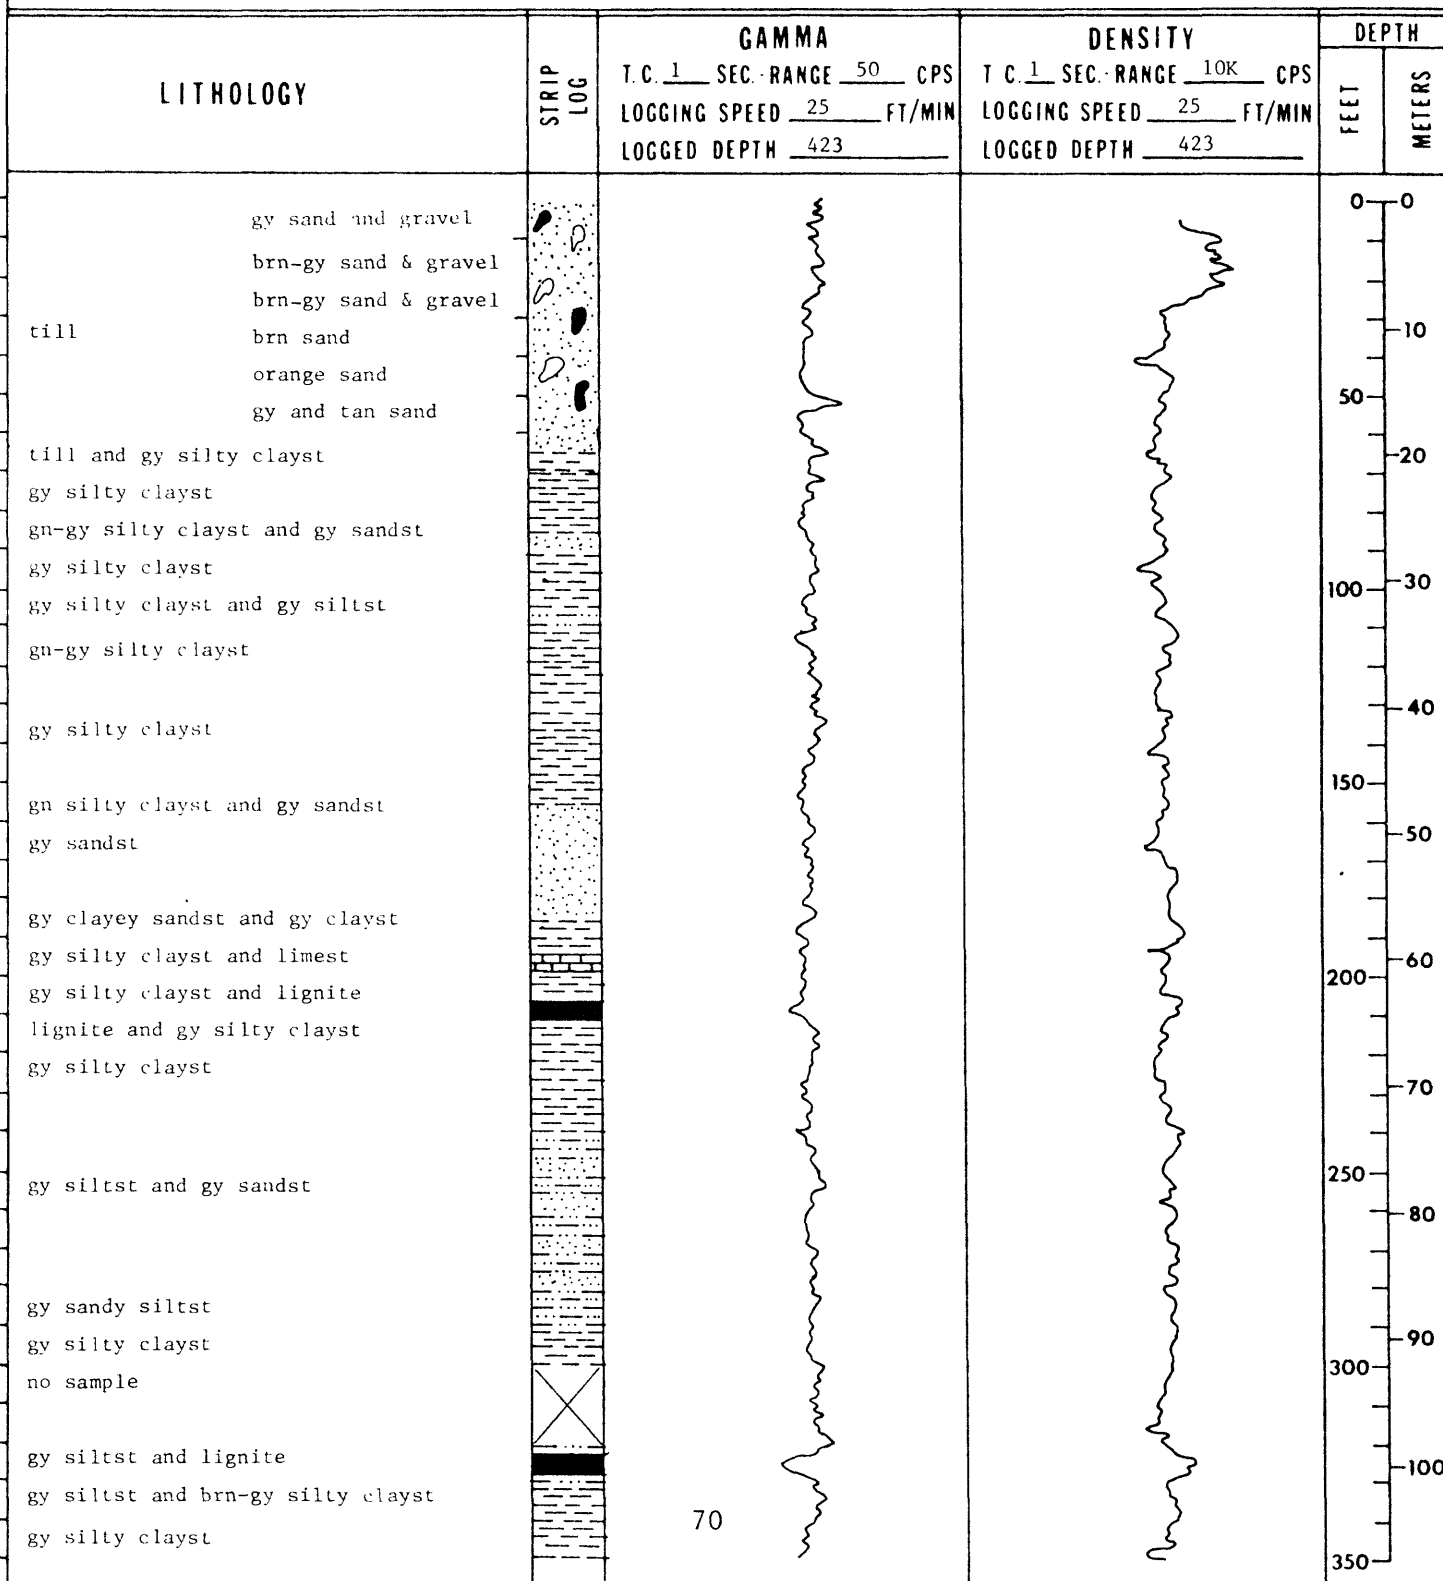 LITHOLOGY
STRIP LOG
GAMMA
T.C. 1 SEC. RANGE 50 CPS
LOGGING SPEED 25 FT/MIN
LOGGED DEPTH 423
DENSITY
T C. 1 SEC. RANGE 10K CPS
LOGGING SPEED 25 FT/MIN
LOGGED DEPTH 423
DEPTH
FEET
METERS
gy sand and gravel
brn-gy sand & gravel
brn-gy sand & gravel
till brn sand
orange sand
gy and tan sand
till and gy silty clayst
gy silty clayst
gn-gy silty clayst and gy sandst
gy silty clayst
gy silty clayst and gy siltst
gn-gy silty clayst
gy silty clayst
gn silty clayst and gy sandst
gy sandst
gy clayey sandst and gy clayst
gy silty clayst and limest
gy silty clayst and lignite
lignite and gy silty clayst
gy silty clayst
gy siltst and gy sandst
gy sandy siltst
gy silty clayst
no sample
gy siltst and lignite
gy siltst and brn-gy silty clayst
gy silty clayst
70
0 0
10
50
20
30
100
40
150
50
60
200
70
250
80
90
300
100
350